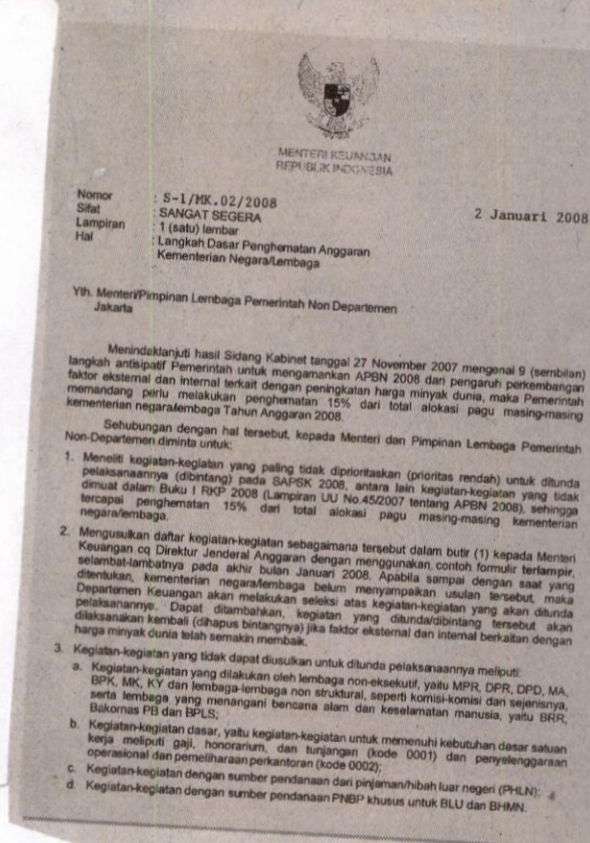 MENTERI KEUANGAN
REPUBLIK INDONESIA
Nomor : S-1/MK.02/2008 2 Januari 2008
Sifat : SANGAT SEGERA
Lampiran : 1 (satu) lembar
Hal : Langkah Dasar Penghematan Anggaran
Kementerian Negara/Lembaga
Yth. Menteri/Pimpinan Lembaga Pemerintah Non Departemen
Jakarta
Menindaklanjuti hasil Sidang Kabinet tanggal 27 November 2007 mengenai 9 (sembilan)
langkah antisipatif Pemerintah untuk mengamankan APBN 2008 dari pengaruh perkembangan
faktor eksternal dan internal terkait dengan peningkatan harga minyak dunia, maka Pemerintah
memandang perlu melakukan penghematan 15% dari total alokasi pagu masing-masing
kementerian negara/lembaga Tahun Anggaran 2008.
Sehubungan dengan hal tersebut, kepada Menteri dan Pimpinan Lembaga Pemerintah
Non-Departemen diminta untuk:
1. Meneliti kegiatan-kegiatan yang paling tidak diprioritaskan (prioritas rendah) untuk ditunda
pelaksanaannya (dibintang) pada SAPSK 2008, antara lain kegiatan-kegiatan yang tidak
dimuat dalam Buku I RKP 2008 (Lampiran UU No.45/2007 tentang APBN 2008), sehingga
tercapai penghematan 15% dari total alokasi pagu masing-masing kementerian
negara/lembaga.
2. Mengusulkan daftar kegiatan-kegiatan sebagaimana tersebut dalam butir (1) kepada Menteri
Keuangan cq Direktur Jenderal Anggaran dengan menggunakan contoh formulir terlampir,
selambat-lambatnya pada akhir bulan Januari 2008. Apabila sampai dengan saat yang
ditentukan, kementerian negara/lembaga belum menyampaikan usulan tersebut, maka
Departemen Keuangan akan melakukan seleksi atas kegiatan-kegiatan yang akan ditunda
pelaksanannya. Dapat ditambahkan, kegiatan yang ditunda/dibintang tersebut akan
dilaksanakan kembali (dihapus bintangnya) jika faktor eksternal dan internal berkaitan dengan
harga minyak dunia telah semakin membaik.
3. Kegiatan-kegiatan yang tidak dapat diusulkan untuk ditunda pelaksanaannya meliputi:
a. Kegiatan-kegiatan yang dilakukan oleh lembaga non-eksekutif, yaitu MPR, DPR, DPD, MA,
BPK, MK, KY dan lembaga-lembaga non struktural, seperti komisi-komisi dan sejenisnya,
serta lembaga yang menangani bencana alam dan keselamatan manusia, yaitu BRR,
Bakornas PB dan BPLS;
b. Kegiatan-kegiatan dasar, yaitu kegiatan-kegiatan untuk memenuhi kebutuhan dasar satuan
kerja meliputi gaji, honorarium, dan tunjangan (kode 0001) dan penyelenggaraan
operasional dan pemeliharaan perkantoran (kode 0002);
c. Kegiatan-kegiatan dengan sumber pendanaan dari pinjaman/hibah luar negeri (PHLN);
d Kegiatan-kegiatan dengan sumber pendanaan PNBP khusus untuk BLU dan BHMN.